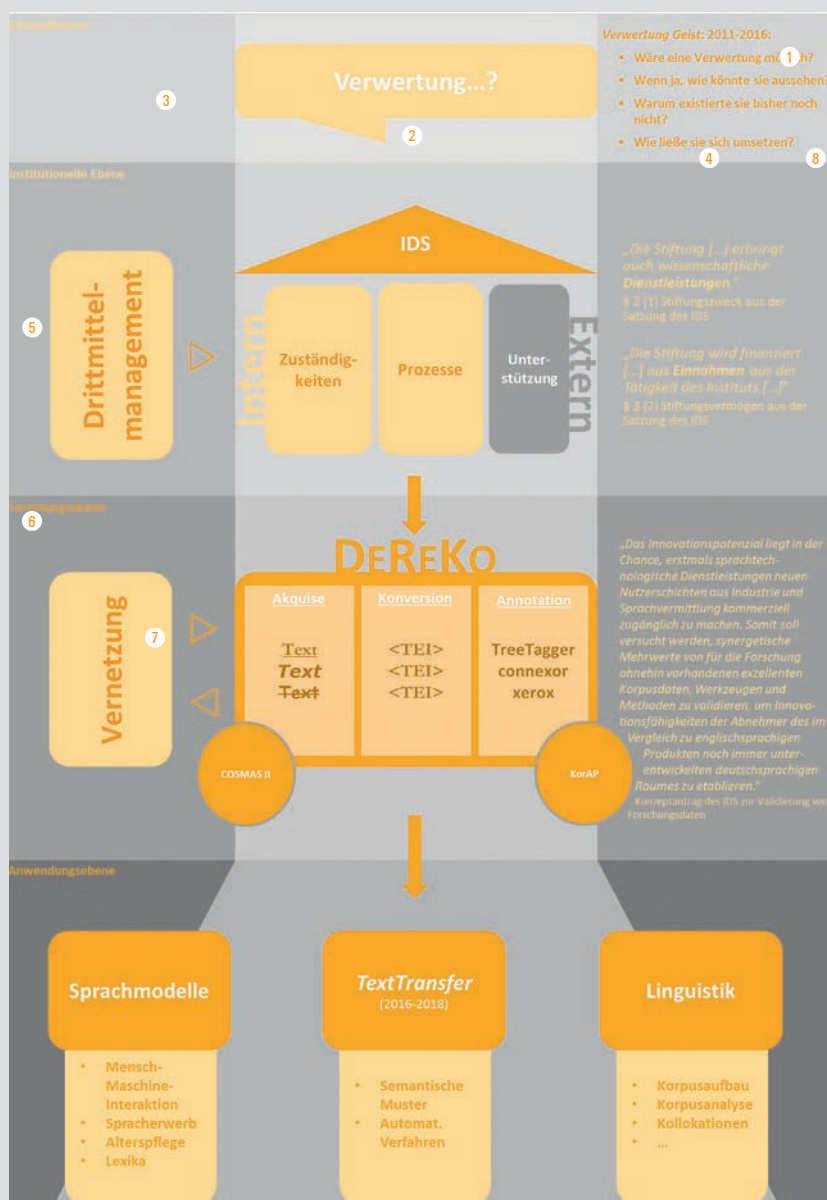 Verwertung Geist: 2011-2016:
• Wäre eine Verwertung 1?
• Wenn ja, wie könnte sie aussehen?
• Warum existierte sie bisher noch
nicht?
• Wie ließe sie sich umsetzen?
3
Verwertung...?
2
4
8
Institutionelle Ebene
5
Drittmittel-
management
IDS
Intern
Zuständig-
keiten
Prozesse
Unter-
stützung
Extern
„Die Stiftung [...] erbringt
auch wissenschaftliche
Dienstleistungen."
§ 2 (1) Stiftungszweck aus der
Satzung des IDS
„Die Stiftung wird finanziert
[...] aus Einnahmen aus der
Tätigkeit des Instituts [...]"
§ 3 (2) Stiftungsvermögen aus der
Satzung des IDS
6
Vernetzung
7
DEREKO
Akquise
Text
Text
Text
Konversion
<TEI>
<TEI>
<TEI>
Annotation
TreeTagger
connexor
xerox
COSMAS II
KorAP
„Das Innovationspotenzial liegt in der
Chance, erstmals sprachtech-
nologische Dienstleistungen neuen
Nutzerschichten aus Industrie und
Sprachvermittlung kommerziell
zugänglich zu machen. Somit soll
versucht werden, synergetische
Mehrwerte von für die Forschung
ohnehin vorhandenen exzellenten
Korpusdaten, Werkzeugen und
Methoden zu validieren, um Innova-
tionsfähigkeiten der Abnehmer des im
Vergleich zu englischsprachigen
Produkten noch immer unter-
entwickelten deutschsprachigen
Raumes zu etablieren."
Konzeptantrag des IDS zur Validierung von
Forschungsdaten
Anwendungsebene
Sprachmodelle
• Mensch-
Maschine-
Interaktion
• Spracherwerb
• Alterspflege
• Lexika
TextTransfer
(2016-2018)
• Semantische
Muster
• Automat.
Verfahren
Linguistik
• Korpusaufbau
• Korpusanalyse
• Kollokationen
• ...